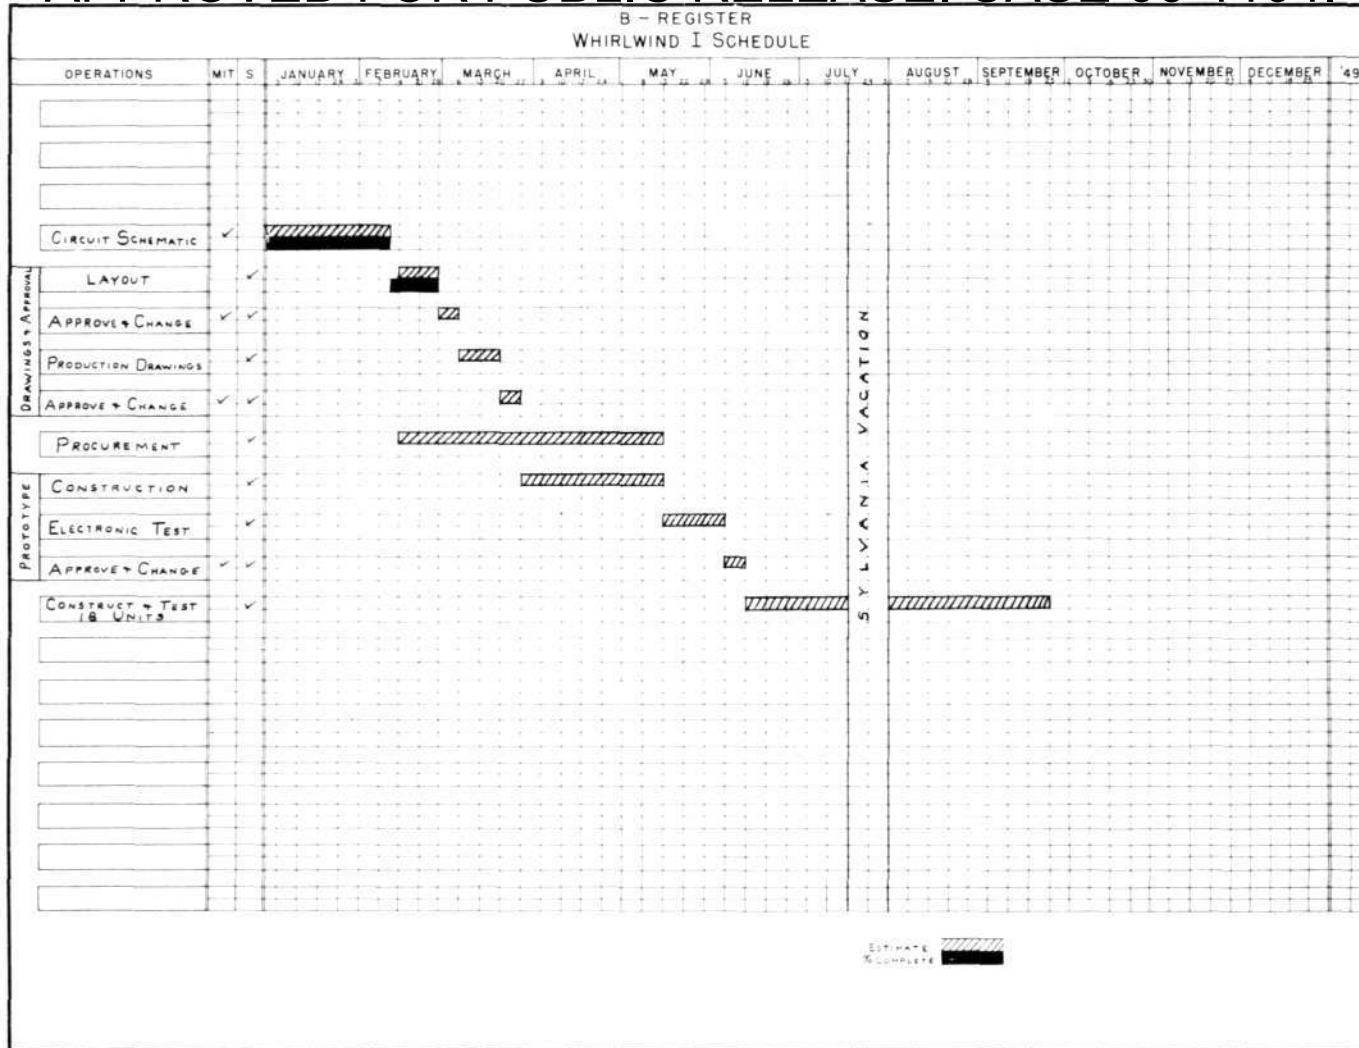 B - REGISTER
WHIRLWIND I SCHEDULE
OPERATIONS MIT S JANUARY FEBRUARY MARCH APRIL MAY JUNE JULY AUGUST SEPTEMBER OCTOBER NOVEMBER DECEMBER '49
CIRCUIT SCHEMATIC ✓
DRAWINGS + APPROVAL
LAYOUT ✓
APPROVE + CHANGE ✓ ✓
PRODUCTION DRAWINGS ✓
APPROVE + CHANGE ✓ ✓
PROCUREMENT ✓
PROTOTYPE
CONSTRUCTION ✓
ELECTRONIC TEST ✓
APPROVE + CHANGE ✓ ✓
CONSTRUCT + TEST ✓
18 UNITS
SYLVANIA VACATION
ESTIMATE
% COMPLETE